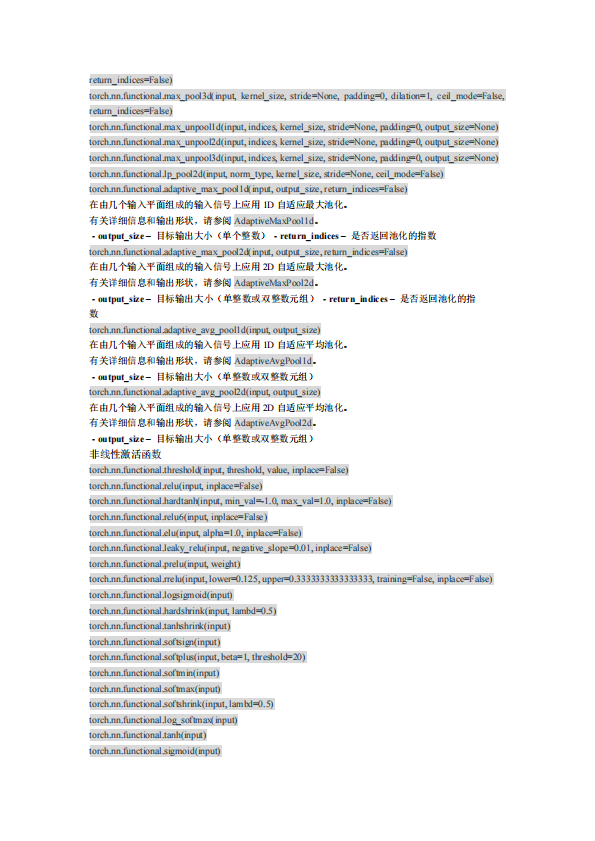 return_indices=False)
torch.nn.functional.max_pool3d(input, kernel_size, stride=None, padding=0, dilation=1, ceil_mode=False,
return_indices=False)
torch.nn.functional.max_unpool1d(input, indices, kernel_size, stride=None, padding=0, output_size=None)
torch.nn.functional.max_unpool2d(input, indices, kernel_size, stride=None, padding=0, output_size=None)
torch.nn.functional.max_unpool3d(input, indices, kernel_size, stride=None, padding=0, output_size=None)
torch.nn.functional.lp_pool2d(input, norm_type, kernel_size, stride=None, ceil_mode=False)
torch.nn.functional.adaptive_max_pool1d(input, output_size, return_indices=False)
在由几个输入平面组成的输入信号上应用 1D 自适应最大池化。
有关详细信息和输出形状，请参阅 AdaptiveMaxPool1d。
- output_size – 目标输出大小（单个整数） - return_indices – 是否返回池化的指数
torch.nn.functional.adaptive_max_pool2d(input, output_size, return_indices=False)
在由几个输入平面组成的输入信号上应用 2D 自适应最大池化。
有关详细信息和输出形状，请参阅 AdaptiveMaxPool2d。
- output_size – 目标输出大小（单整数或双整数元组） - return_indices – 是否返回池化的指
数
torch.nn.functional.adaptive_avg_pool1d(input, output_size)
在由几个输入平面组成的输入信号上应用 1D 自适应平均池化。
有关详细信息和输出形状，请参阅 AdaptiveAvgPool1d。
- output_size – 目标输出大小（单整数或双整数元组）
torch.nn.functional.adaptive_avg_pool2d(input, output_size)
在由几个输入平面组成的输入信号上应用 2D 自适应平均池化。
有关详细信息和输出形状，请参阅 AdaptiveAvgPool2d。
- output_size – 目标输出大小（单整数或双整数元组）
非线性激活函数
torch.nn.functional.threshold(input, threshold, value, inplace=False)
torch.nn.functional.relu(input, inplace=False)
torch.nn.functional.hardtanh(input, min_val=-1.0, max_val=1.0, inplace=False)
torch.nn.functional.relu6(input, inplace=False)
torch.nn.functional.elu(input, alpha=1.0, inplace=False)
torch.nn.functional.leaky_relu(input, negative_slope=0.01, inplace=False)
torch.nn.functional.prelu(input, weight)
torch.nn.functional.rrelu(input, lower=0.125, upper=0.3333333333333333, training=False, inplace=False)
torch.nn.functional.logsigmoid(input)
torch.nn.functional.hardshrink(input, lambd=0.5)
torch.nn.functional.tanhshrink(input)
torch.nn.functional.softsign(input)
torch.nn.functional.softplus(input, beta=1, threshold=20)
torch.nn.functional.softmin(input)
torch.nn.functional.softmax(input)
torch.nn.functional.softshrink(input, lambd=0.5)
torch.nn.functional.log_softmax(input)
torch.nn.functional.tanh(input)
torch.nn.functional.sigmoid(input)